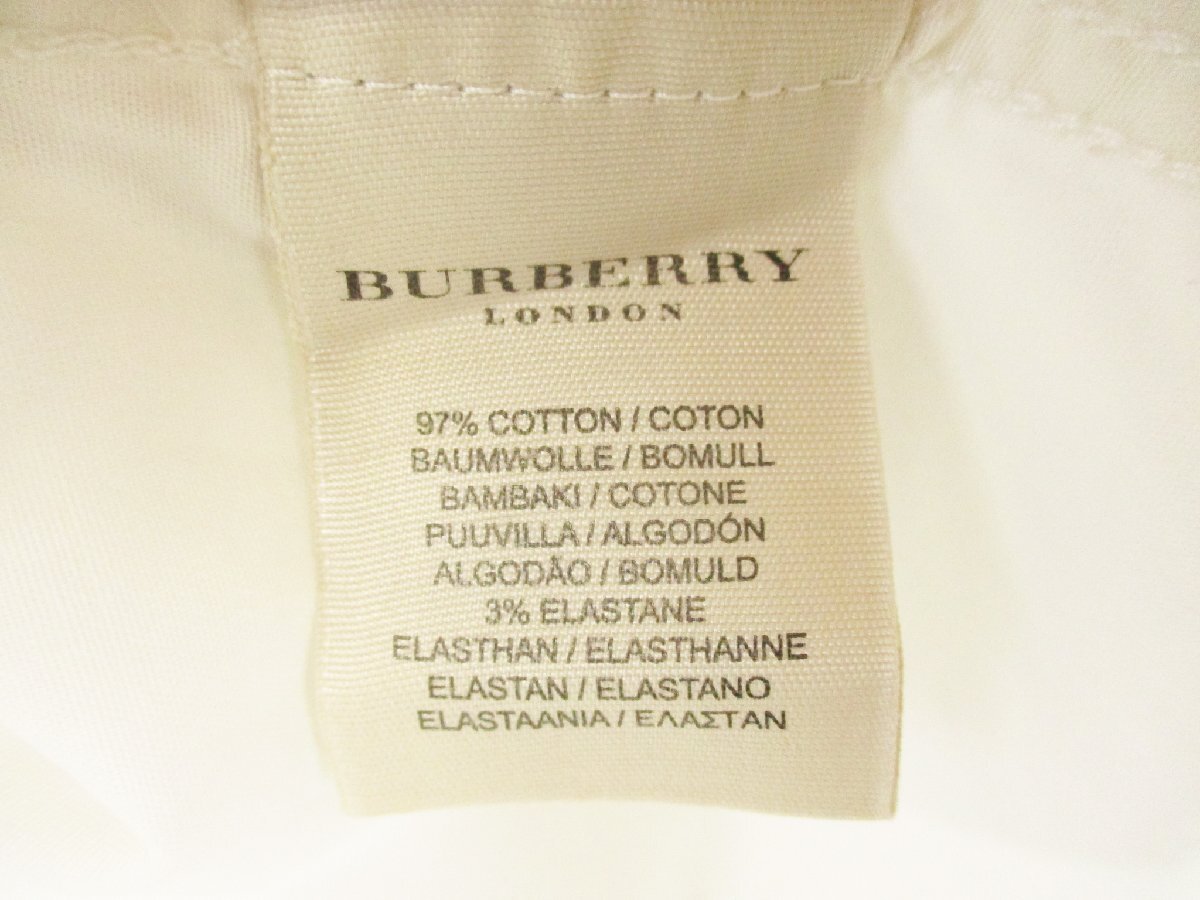 BURBERRY
LONDON
97% COTTON / COTON
BAUMWOLLE / BOMULL
BAMBAKI / COTONE
PUUVILLA / ALGODÓN
ALGODÃO / BOMULD
3% ELASTANE
ELASTHAN / ELASTHANNE
ELASTAN / ELASTANO
ELASTAANIA / ΕΛΑΣΤΑΝ